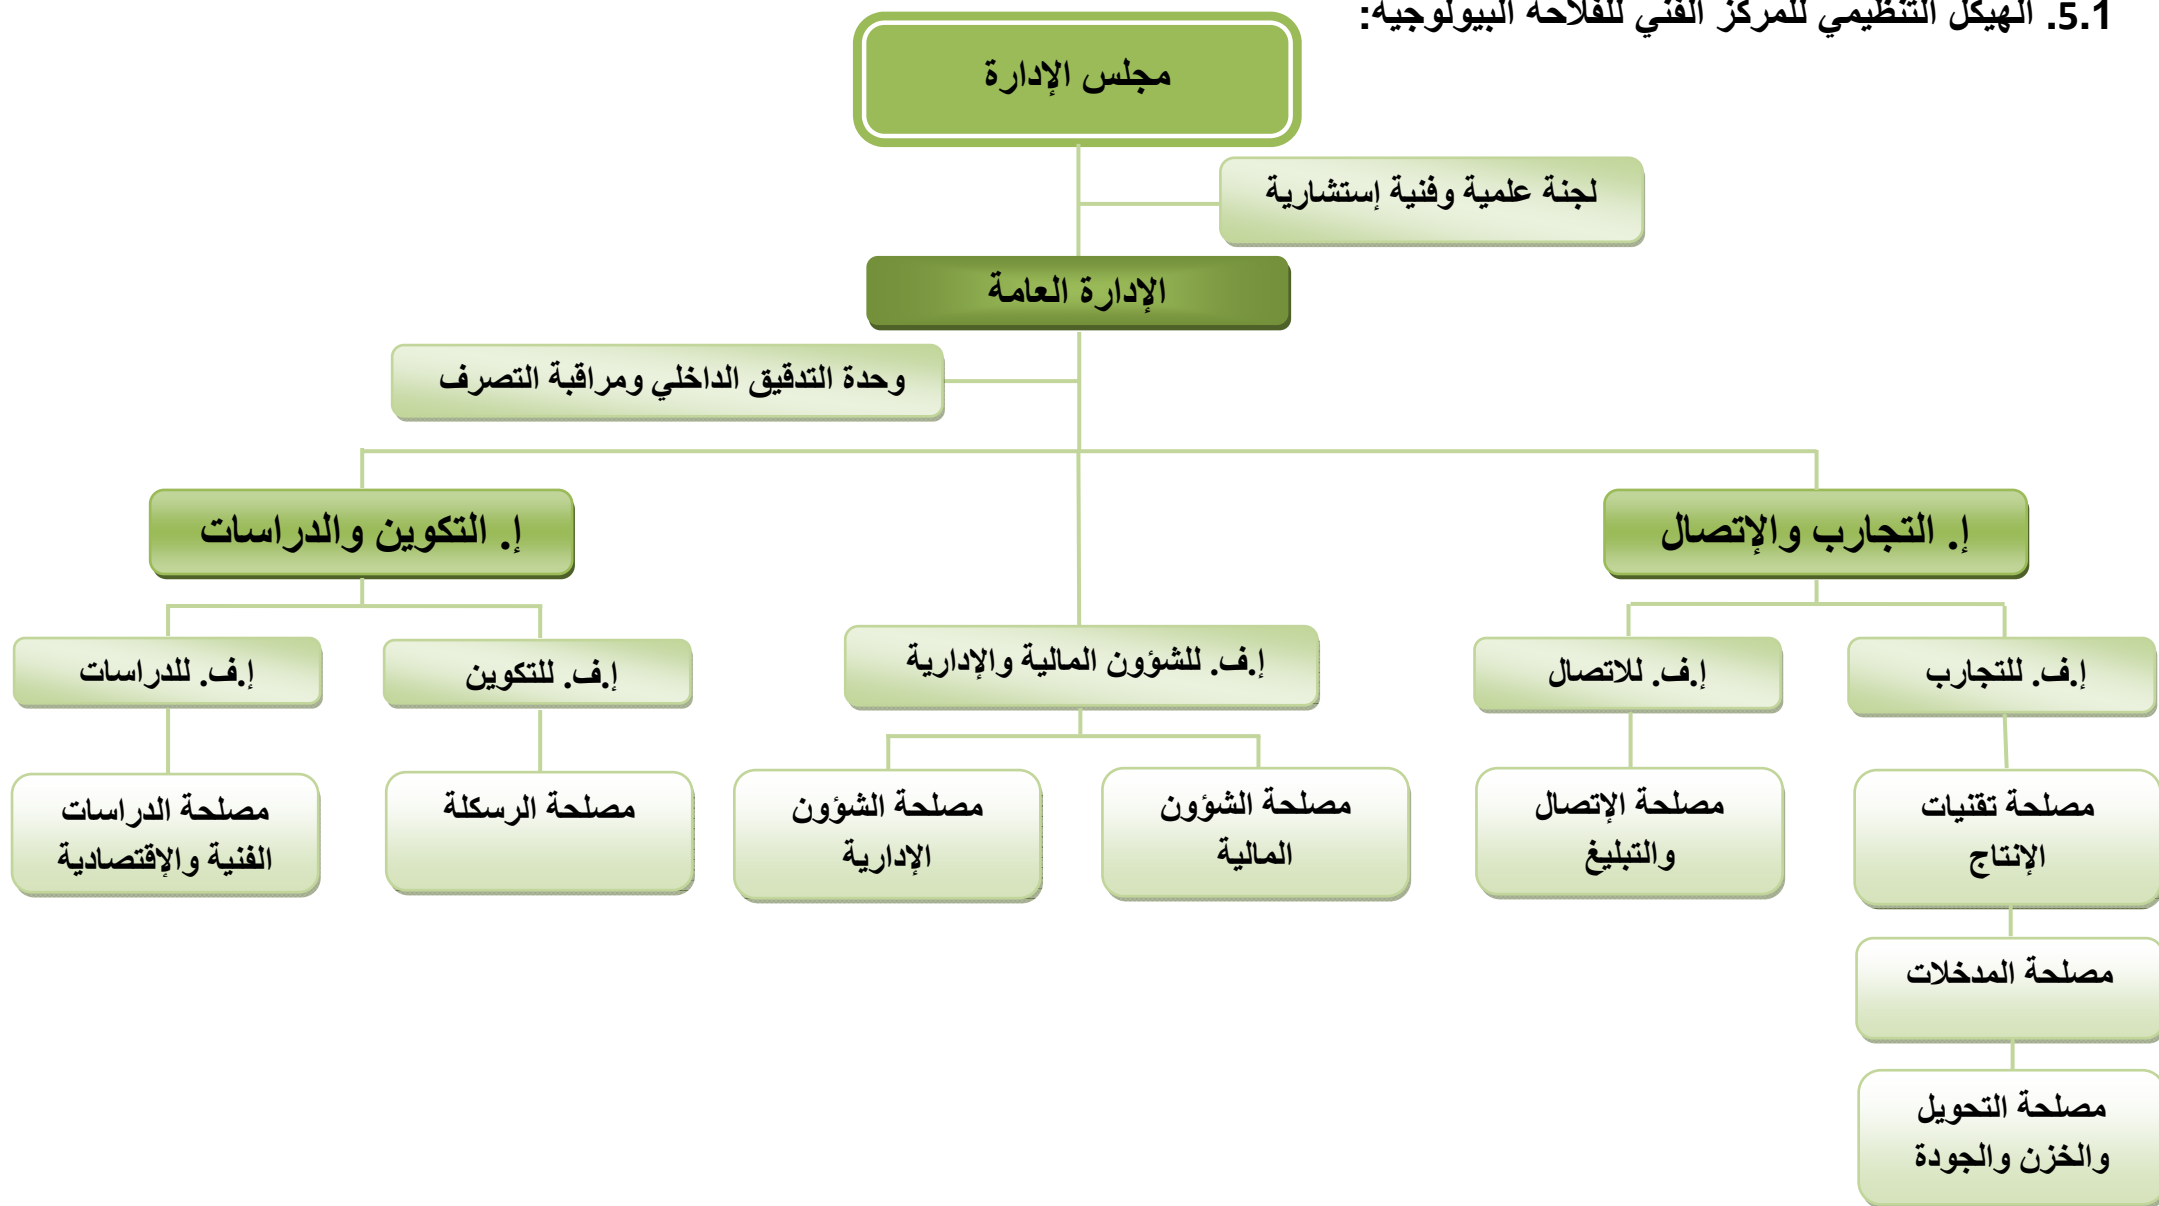 5.1. الهيكل التنظيمي للمركز الفني للفلاحة البيولوجية:
مجلس الإدارة
لجنة علمية وفنية إستشارية
الإدارة العامة
وحدة التدقيق الداخلي ومراقبة التصرف
إ. التجارب والإتصال
إ. التكوين والدراسات
إ.ف. للتجارب
إ.ف. للاتصال
إ.ف. للشؤون المالية والإدارية
إ.ف. للتكوين
إ.ف. للدراسات
مصلحة تقنيات
الإنتاج
مصلحة الإتصال
والتبليغ
مصلحة الشؤون
المالية
مصلحة الشؤون
الإدارية
مصلحة الرسكلة
مصلحة الدراسات
الفنية والإقتصادية
مصلحة المدخلات
مصلحة التحويل
والخزن والجودة